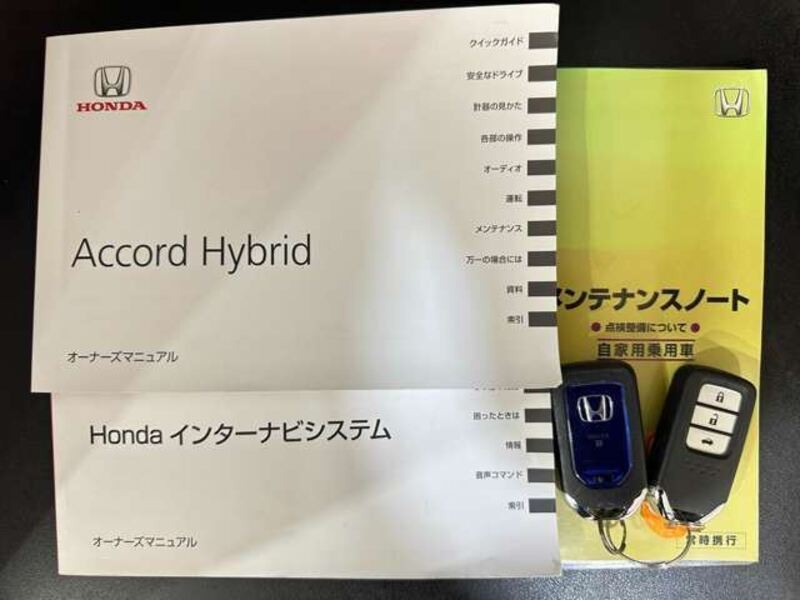 HONDA
クイックガイド
安全なドライブ
計器の見かた
各部の操作
オーディオ
運転
メンテナンス
万一の場合には
資料
索引
Accord Hybrid
オーナーズマニュアル
困ったときは
情報
音声コマンド
索引
Honda インターナビシステム
オーナーズマニュアル
メンテナンスノート
点検整備について
自家用乗用車
常時携行